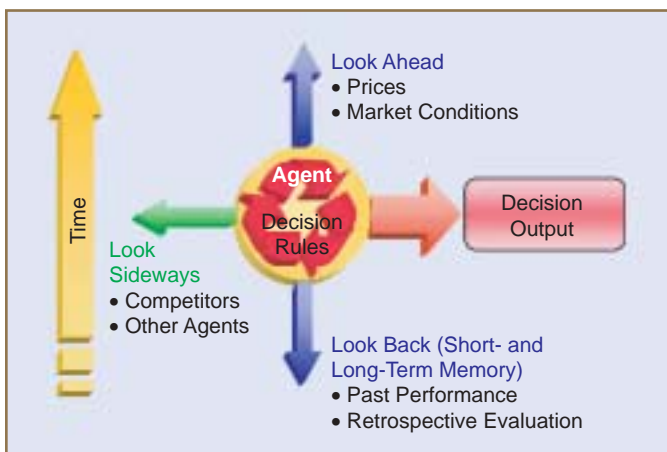 Look Ahead
• Prices
• Market Conditions
Time
Agent
Decision
Rules
Decision
Output
Look
Sideways
• Competitors
• Other Agents
Look Back (Short- and
Long-Term Memory)
• Past Performance
• Retrospective Evaluation